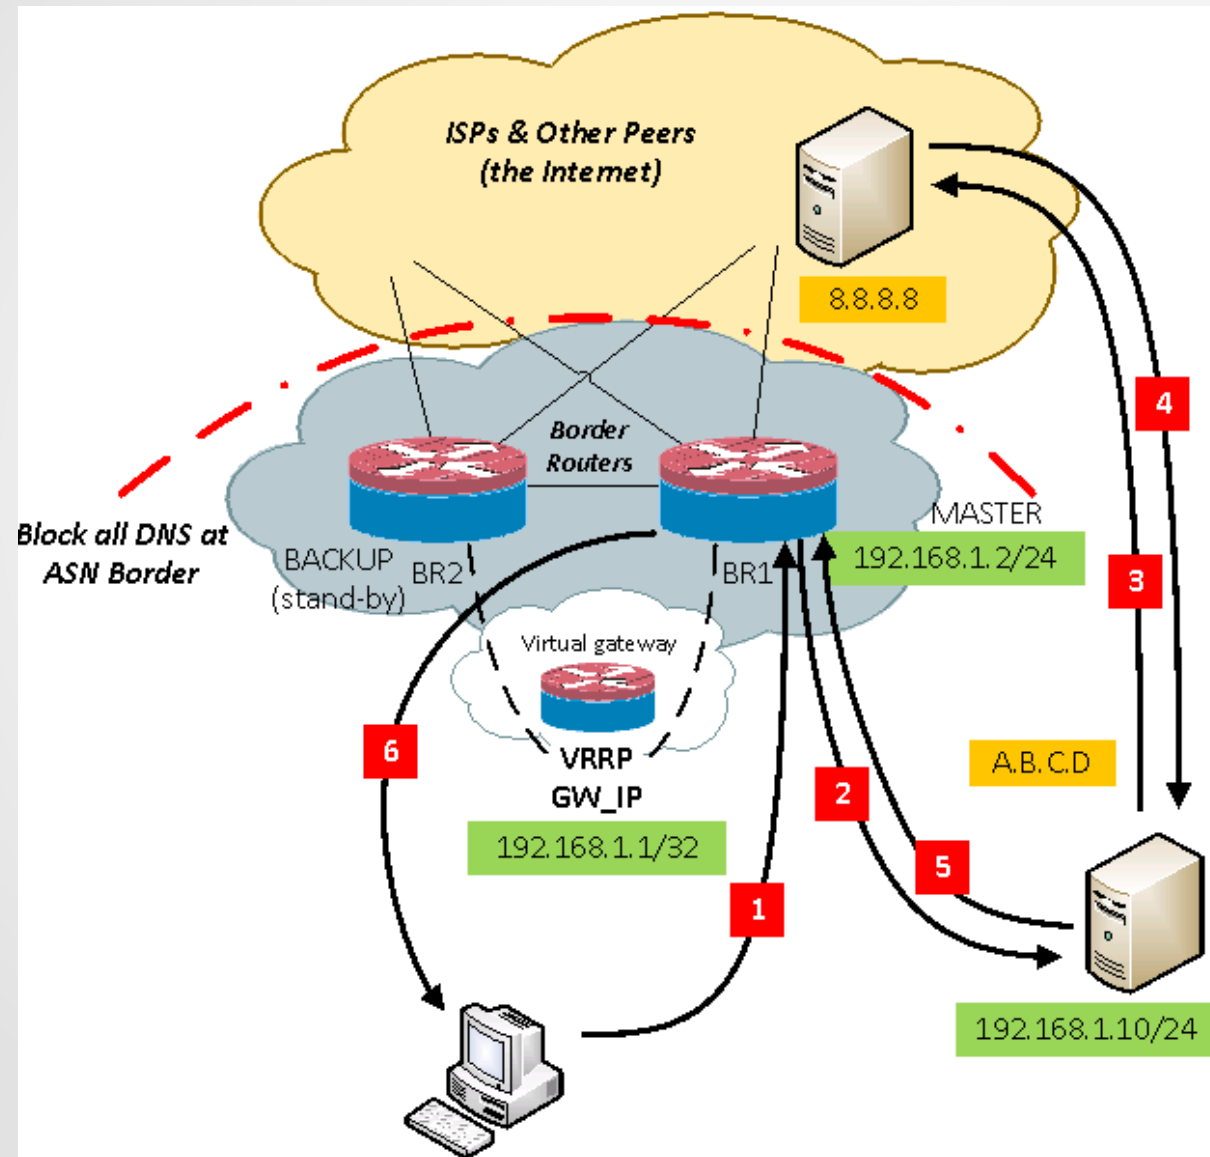 ISPs & Other Peers
(the Internet)
8.8.8.8
4
Border
Routers
MASTER
Block all DNS at
ASN Border
BACKUP
(stand-by)
BR2
BR1
192.168.1.2/24
3
Virtual gateway
6
VRRP
GW_IP
A.B.C.D
2
192.168.1.1/32
5
1
192.168.1.10/24